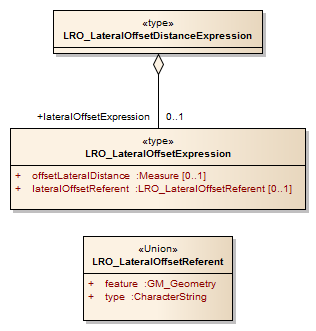 «type»
LRO_LateralOffsetDistanceExpression
+lateralOffsetExpression 0..1
«type»
LRO_LateralOffsetExpression
+ offsetLateralDistance :Measure [0..1]
+ lateralOffsetReferent :LRO_LateralOffsetReferent [0..1]
«Union»
LRO_LateralOffsetReferent
+ feature :GM_Geometry
+ type :CharacterString